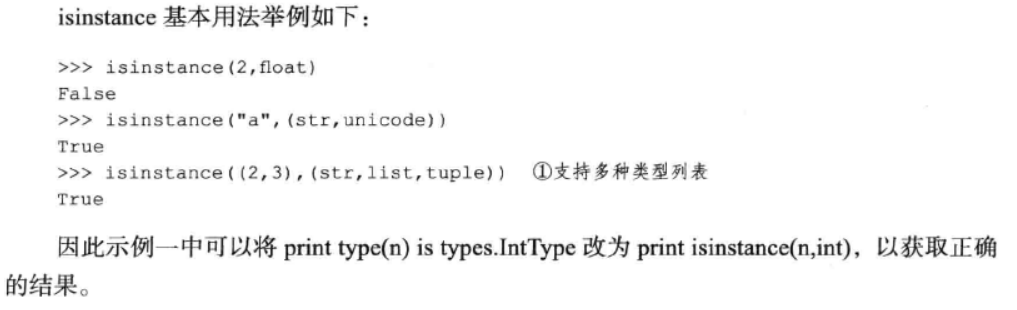 isinstance 基本用法举例如下：
>>> isinstance(2,float)
False
>>> isinstance("a",(str,unicode))
True
>>> isinstance((2,3),(str,list,tuple)) ①支持多种类型列表
True
因此示例一中可以将 print type(n) is types.IntType 改为 print isinstance(n,int)，以获取正确
的结果。